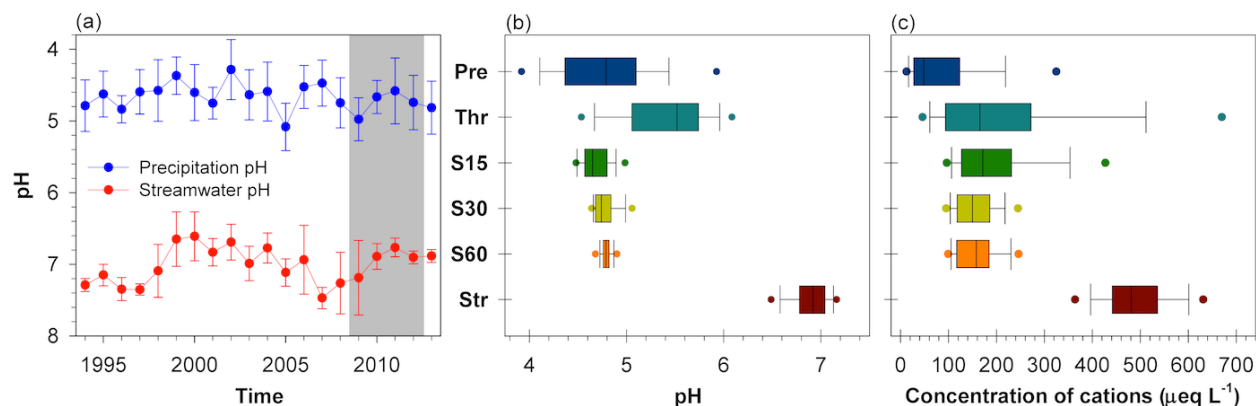 (a)
(b)
(c)
4
5
6
7
8
pH
Precipitation pH
Streamwater pH
1995 2000 2005 2010
Time
Pre
Thr
S15
S30
S60
Str
4 5 6 7
pH
0 100 200 300 400 500 600 700
Concentration of cations (μeq L⁻¹)